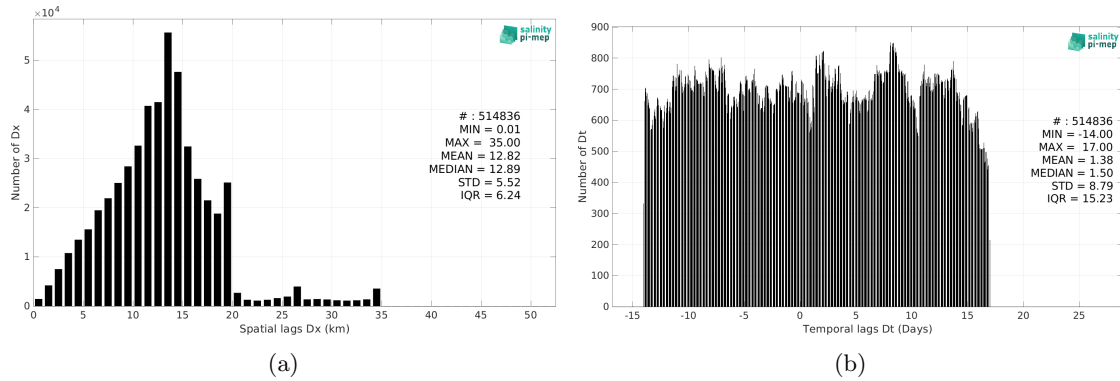 ×10⁴
5
4
3
2
1
0
Number of Dx
0 5 10 15 20 25 30 35 40 45 50
Spatial lags Dx (km)
salinity
pi-mep
# : 514836
MIN = 0.01
MAX = 35.00
MEAN = 12.82
MEDIAN = 12.89
STD = 5.52
IQR = 6.24
(a)
900
800
700
600
500
400
300
200
100
0
Number of Dt
-15 -10 -5 0 5 10 15 20 25
Temporal lags Dt (Days)
salinity
pi-mep
# : 514836
MIN = -14.00
MAX = 17.00
MEAN = 1.38
MEDIAN = 1.50
STD = 8.79
IQR = 15.23
(b)